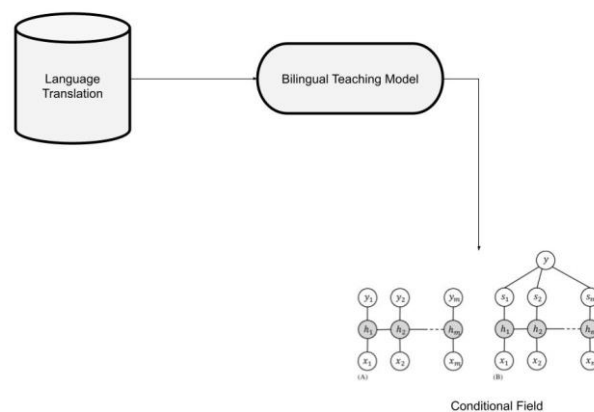 Language
Translation
Bilingual Teaching Model
y
y₁ y₂ yₘ s₁ s₂
h₁ h₂ hₘ h₁ h₂
x₁ x₂ xₘ x₁ x₂
(A) (B)
Conditional Field